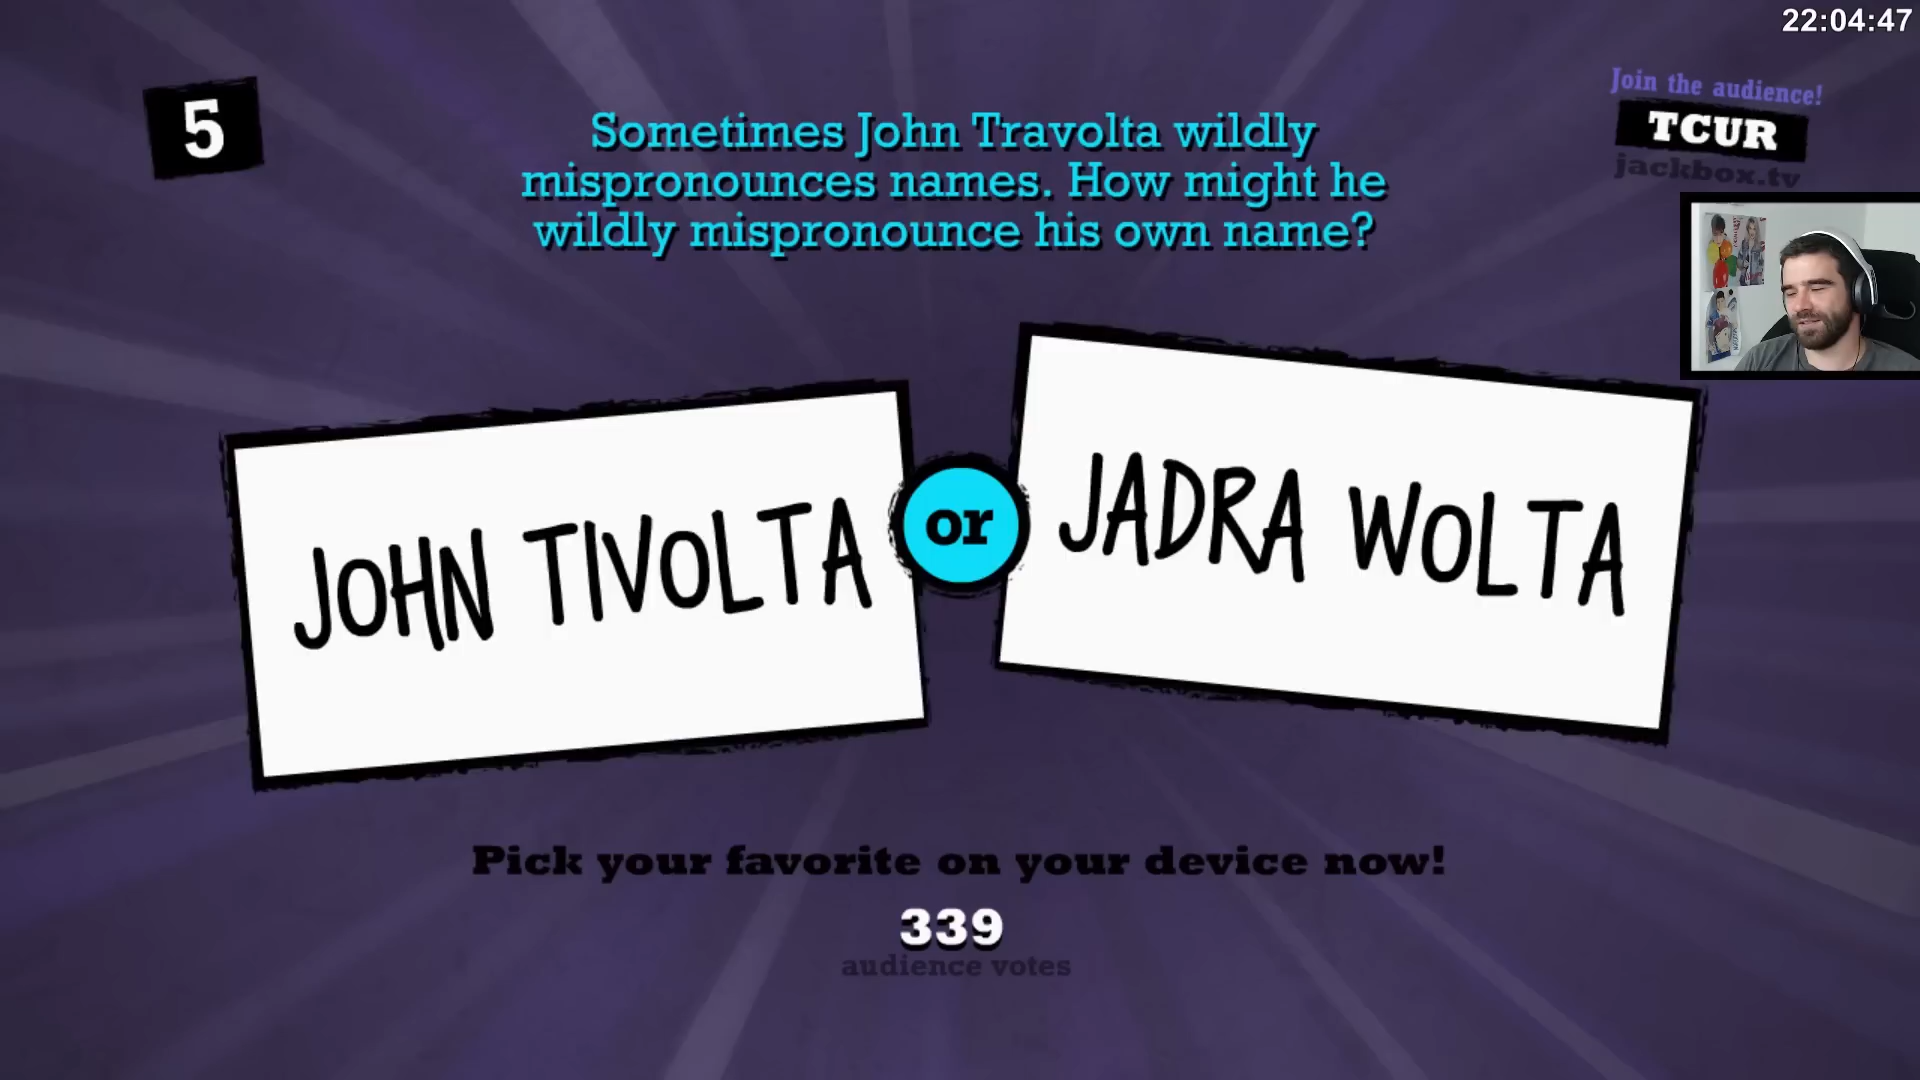 22:04:47
5
Sometimes John Travolta wildly
mispronounces names. How might he
wildly mispronounce his own name?
Join the audience!
TCUR
jackbox.tv
JOHN TIVOLTA
or
JADRA WOLTA
Pick your favorite on your device now!
339
audience votes